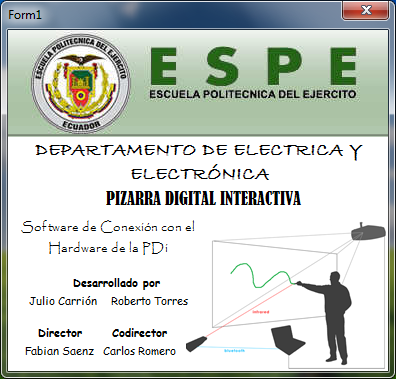 Form1
ESCUELA POLITECNICA DEL EJERCITO
ECUADOR
ESPE
ESCUELA POLITECNICA DEL EJERCITO
DEPARTAMENTO DE ELECTRICA Y
ELECTRÓNICA
PIZARRA DIGITAL INTERACTIVA
Software de Conexión con el
Hardware de la PDi
Desarrollado por
Julio Carrión Roberto Torres
Director Codirector
Fabian Saenz Carlos Romero
infrared
bluetooth